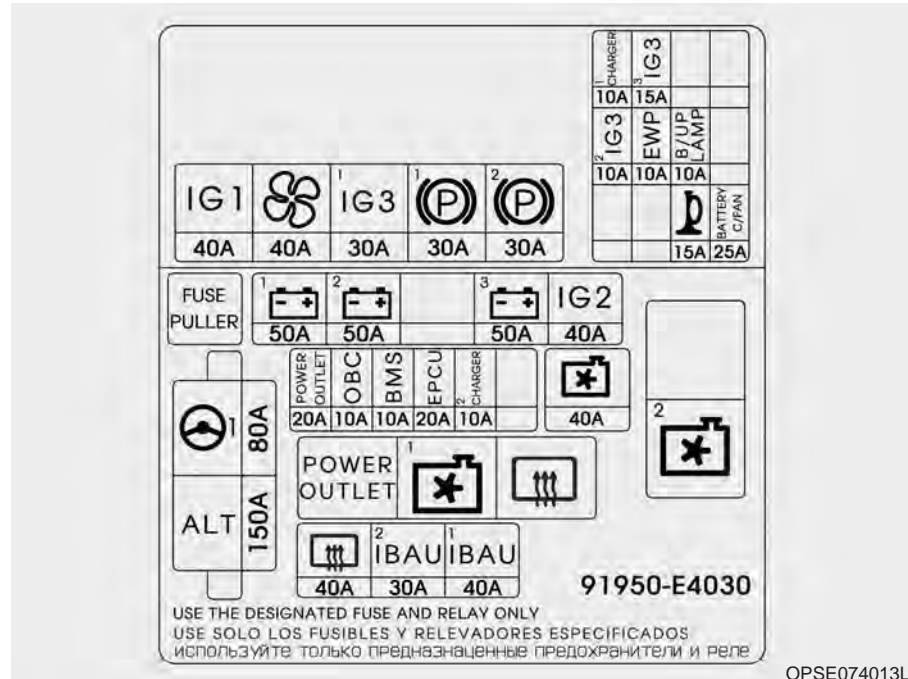 1 CHARGER
3 IG3
10A 15A
2 IG3
EWP
B/UP LAMP
10A 10A 10A
BATTERY C/FAN
15A 25A
IG1
1 IG3
1 (P)
2 (P)
40A 40A 30A 30A 30A
FUSE
PULLER
1 - +
2 - +
3 - +
IG2
50A 50A 50A 40A
POWER OUTLET
OBC
BMS
EPCU
2 CHARGER
20A 10A 10A 20A 10A
40A
1
80A
2
POWER
OUTLET
1
ALT
150A
2 IBAU
1 IBAU
40A 30A 40A
91950-E4030
USE THE DESIGNATED FUSE AND RELAY ONLY
USE SOLO LOS FUSIBLES Y RELEVADORES ESPECIFICADOS
используйте только предназнаценные предохранители и реле
OPSE074013L